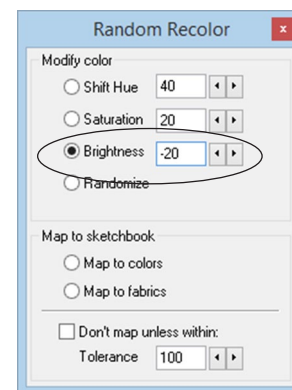 Random Recolor
x
Modify color
Shift Hue 40
Saturation 20
Brightness -20
Randomize
Map to sketchbook
Map to colors
Map to fabrics
Don't map unless within:
Tolerance 100